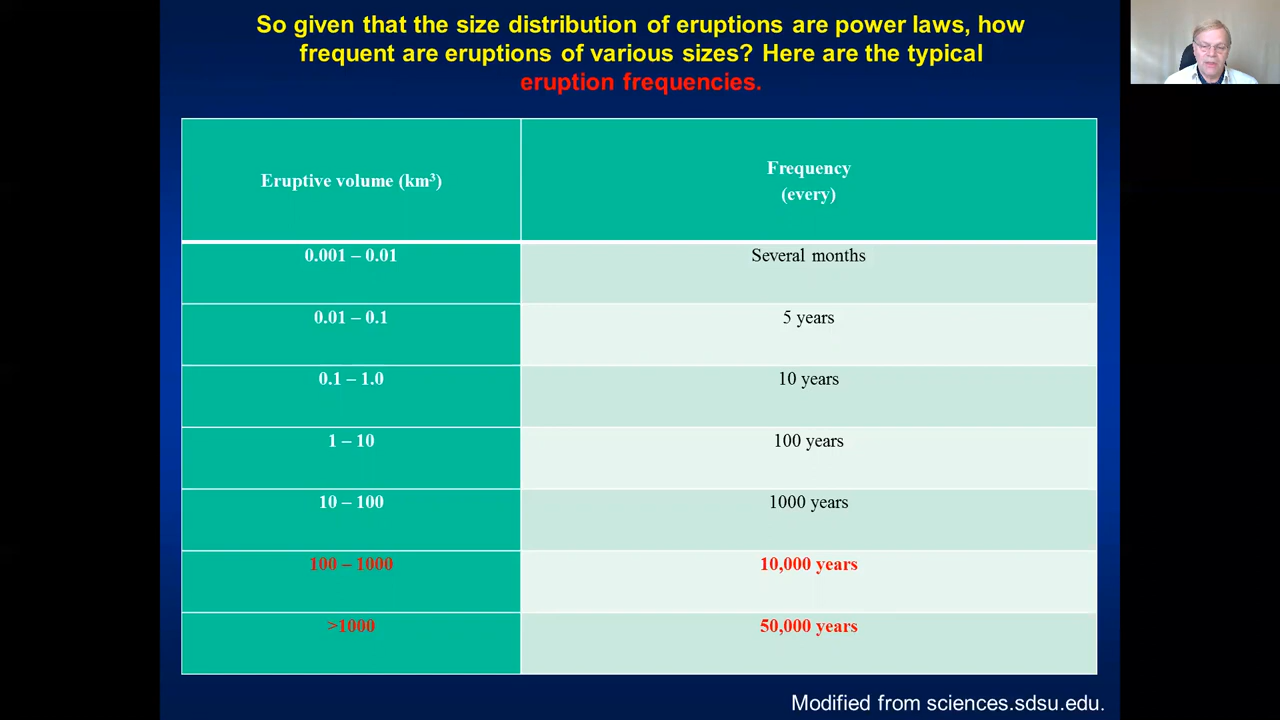 So given that the size distribution of eruptions are power laws, how
frequent are eruptions of various sizes? Here are the typical
eruption frequencies.
Eruptive volume (km³)
Frequency
(every)
0.001 – 0.01
Several months
0.01 – 0.1
5 years
0.1 – 1.0
10 years
1 – 10
100 years
10 – 100
1000 years
100 – 1000
10,000 years
>1000
50,000 years
Modified from sciences.sdsu.edu.